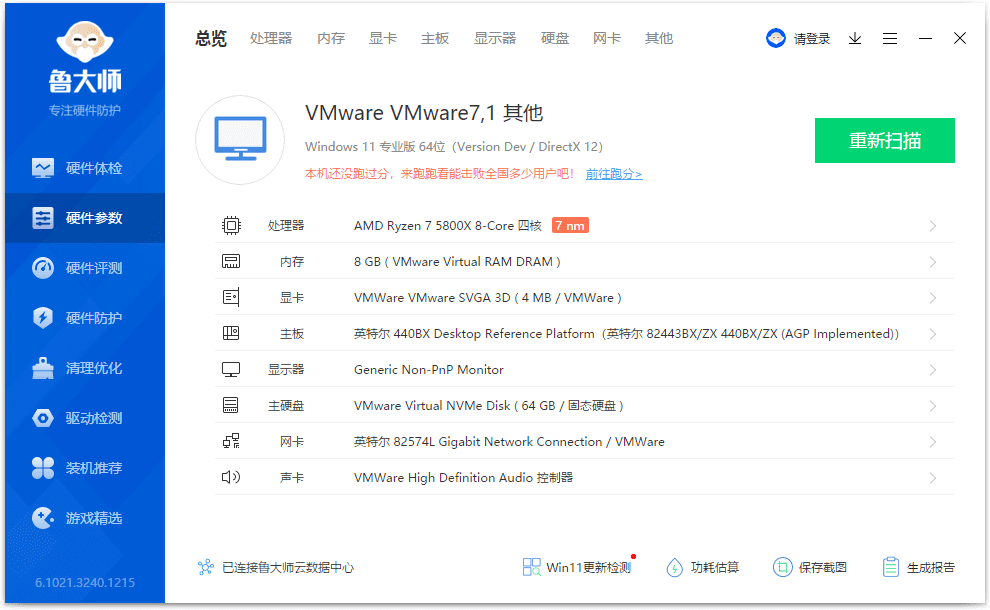 鲁大师
专注硬件防护
硬件体检
硬件参数
硬件评测
硬件防护
清理优化
驱动检测
装机推荐
游戏精选
6.1021.3240.1215
总览 处理器 内存 显卡 主板 显示器 硬盘 网卡 其他 请登录
VMware VMware7,1 其他
Windows 11 专业版 64位（Version Dev / DirectX 12）
本机还没跑过分，来跑跑看能击败全国多少用户吧！ 前往跑分>
重新扫描
处理器 AMD Ryzen 7 5800X 8-Core 四核 7 nm
内存 8 GB ( VMware Virtual RAM DRAM )
显卡 VMWare VMware SVGA 3D ( 4 MB / VMWare )
主板 英特尔 440BX Desktop Reference Platform（英特尔 82443BX/ZX 440BX/ZX (AGP Implemented)）
显示器 Generic Non-PnP Monitor
主硬盘 VMware Virtual NVMe Disk ( 64 GB / 固态硬盘 )
网卡 英特尔 82574L Gigabit Network Connection / VMWare
声卡 VMWare High Definition Audio 控制器
已连接鲁大师云数据中心 Win11更新检测 功耗估算 保存截图 生成报告